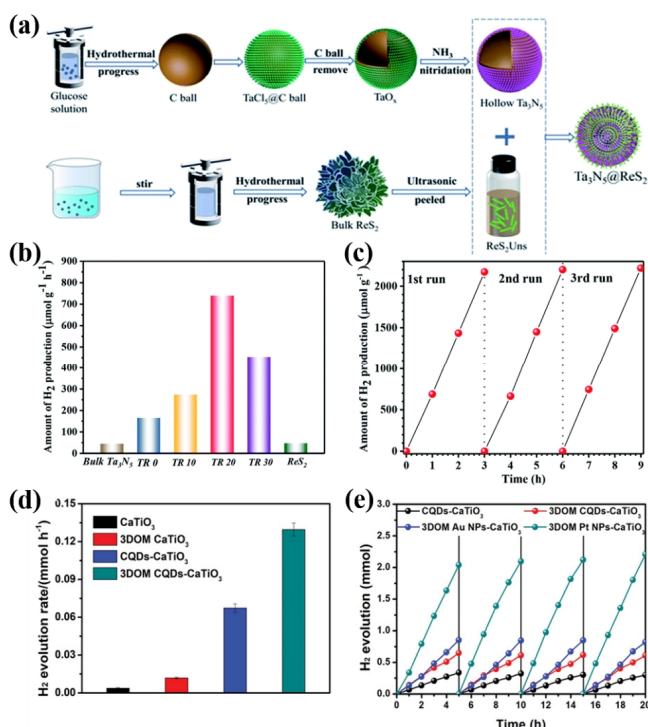 (a)
Hydrothermal
progress
C ball
remove
NH₃
nitridation
Glucose
solution
C ball
TaCl₅@C ball
TaOₓ
Hollow Ta₃N₅
Ta₃N₅@ReS₂
stir
Hydrothermal
progress
Ultrasonic
peeled
Bulk ReS₂
ReS₂Uns
(b)
Amount of H₂ production (μmol g⁻¹ h⁻¹)
900
800
700
600
500
400
300
200
100
0
Bulk Ta₃N₅ TR 0 TR 10 TR 20 TR 30 ReS₂
(c)
Amount of H₂ production (μmol g⁻¹)
1st run 2nd run 3rd run
2000
1500
1000
500
0
0 1 2 3 4 5 6 7 8 9
Time (h)
(d)
H₂ evolution rate/(mmol h⁻¹)
0.15
0.12
0.09
0.06
0.03
0.00
CaTiO₃
3DOM CaTiO₃
CQDs-CaTiO₃
3DOM CQDs-CaTiO₃
(e)
H₂ evolution (mmol)
CQDs-CaTiO₃ 3DOM CQDs-CaTiO₃
3DOM Au NPs-CaTiO₃ 3DOM Pt NPs-CaTiO₃
3.0
2.5
2.0
1.5
1.0
0.5
0.0
0 2 4 6 8 10 12 14 16 18 20
Time (h)